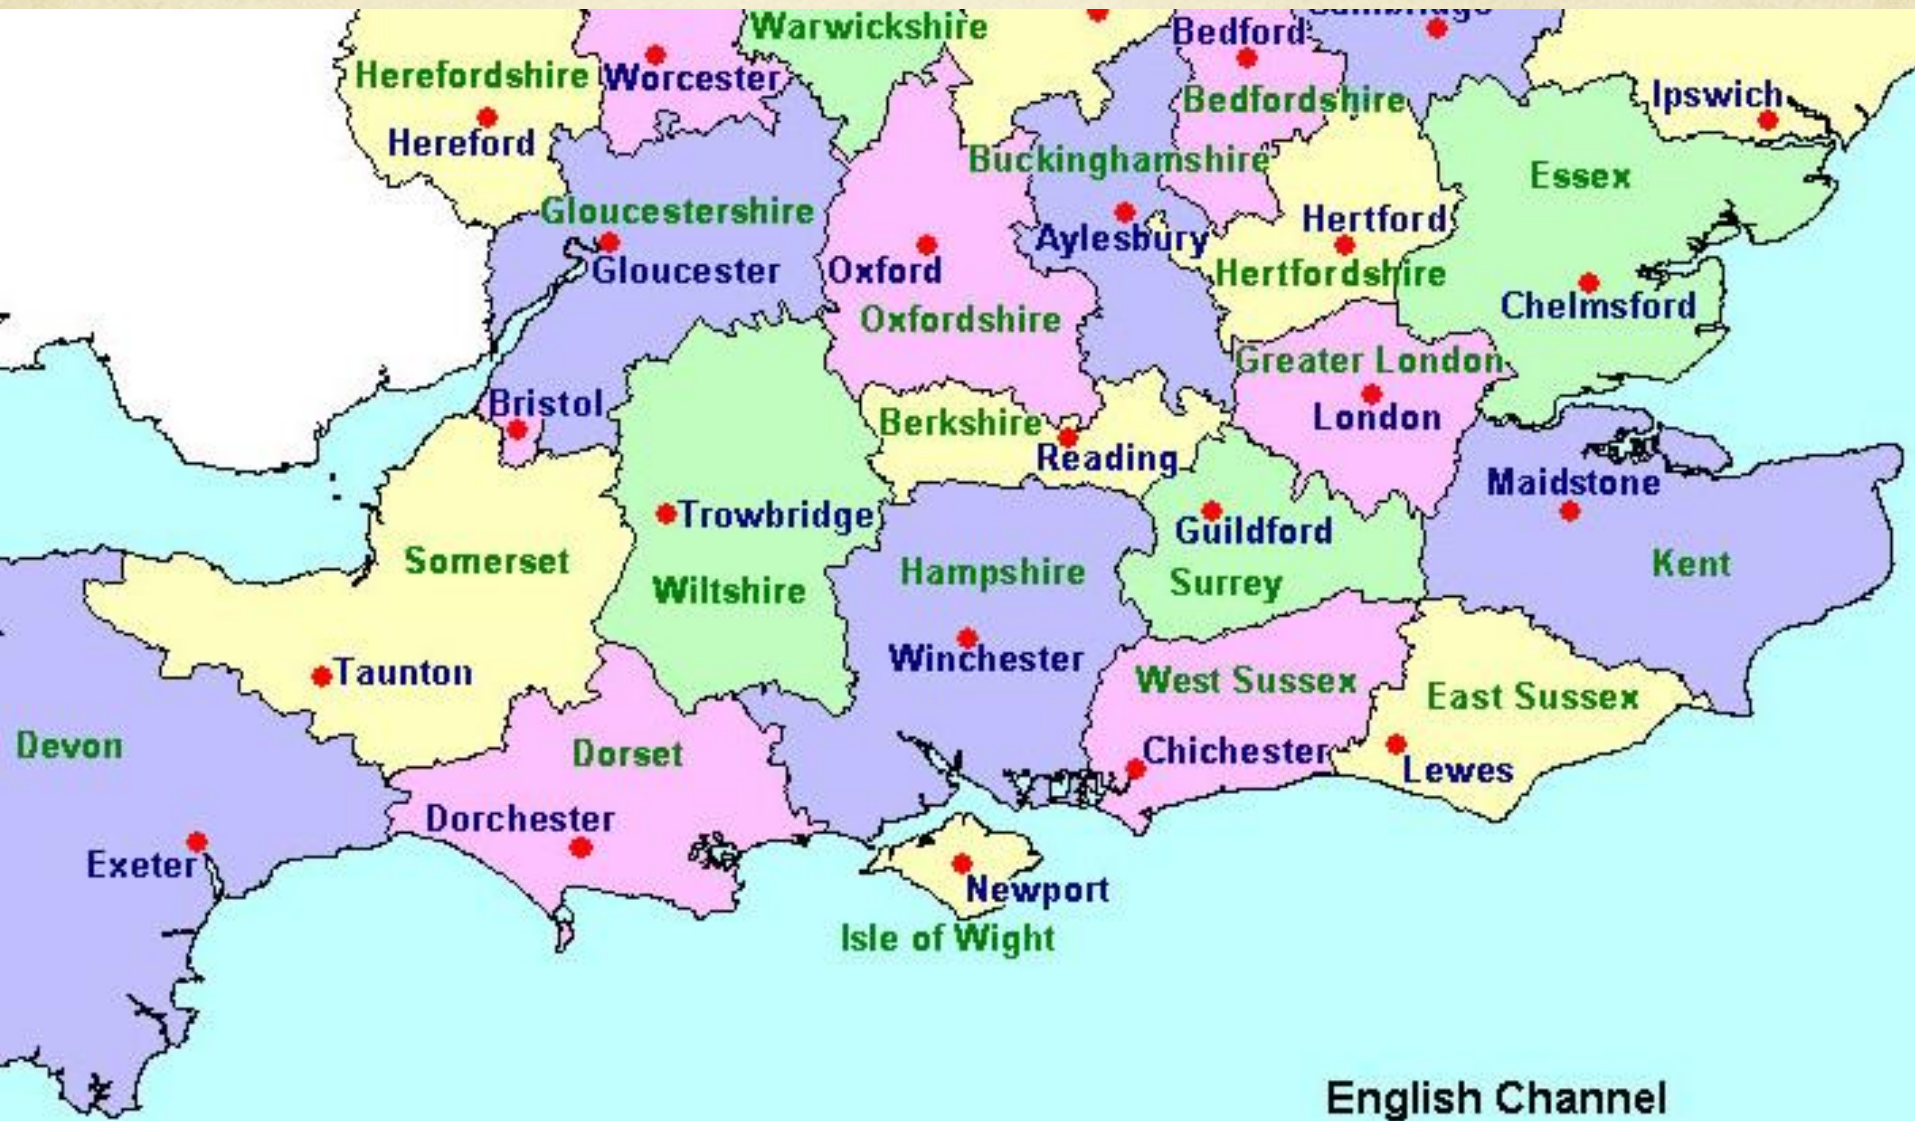 Warwickshire
Bedford
Herefordshire
Worcester
Bedfordshire
Ipswich
Hereford
Buckinghamshire
Essex
Gloucestershire
Hertford
Aylesbury
Gloucester
Oxford
Hertfordshire
Chelmsford
Oxfordshire
Greater London
Bristol
Berkshire
London
Reading
Maidstone
Trowbridge
Guildford
Somerset
Hampshire
Kent
Wiltshire
Surrey
Winchester
Taunton
West Sussex
East Sussex
Devon
Dorset
Chichester
Lewes
Dorchester
Exeter
Newport
Isle of Wight
English Channel